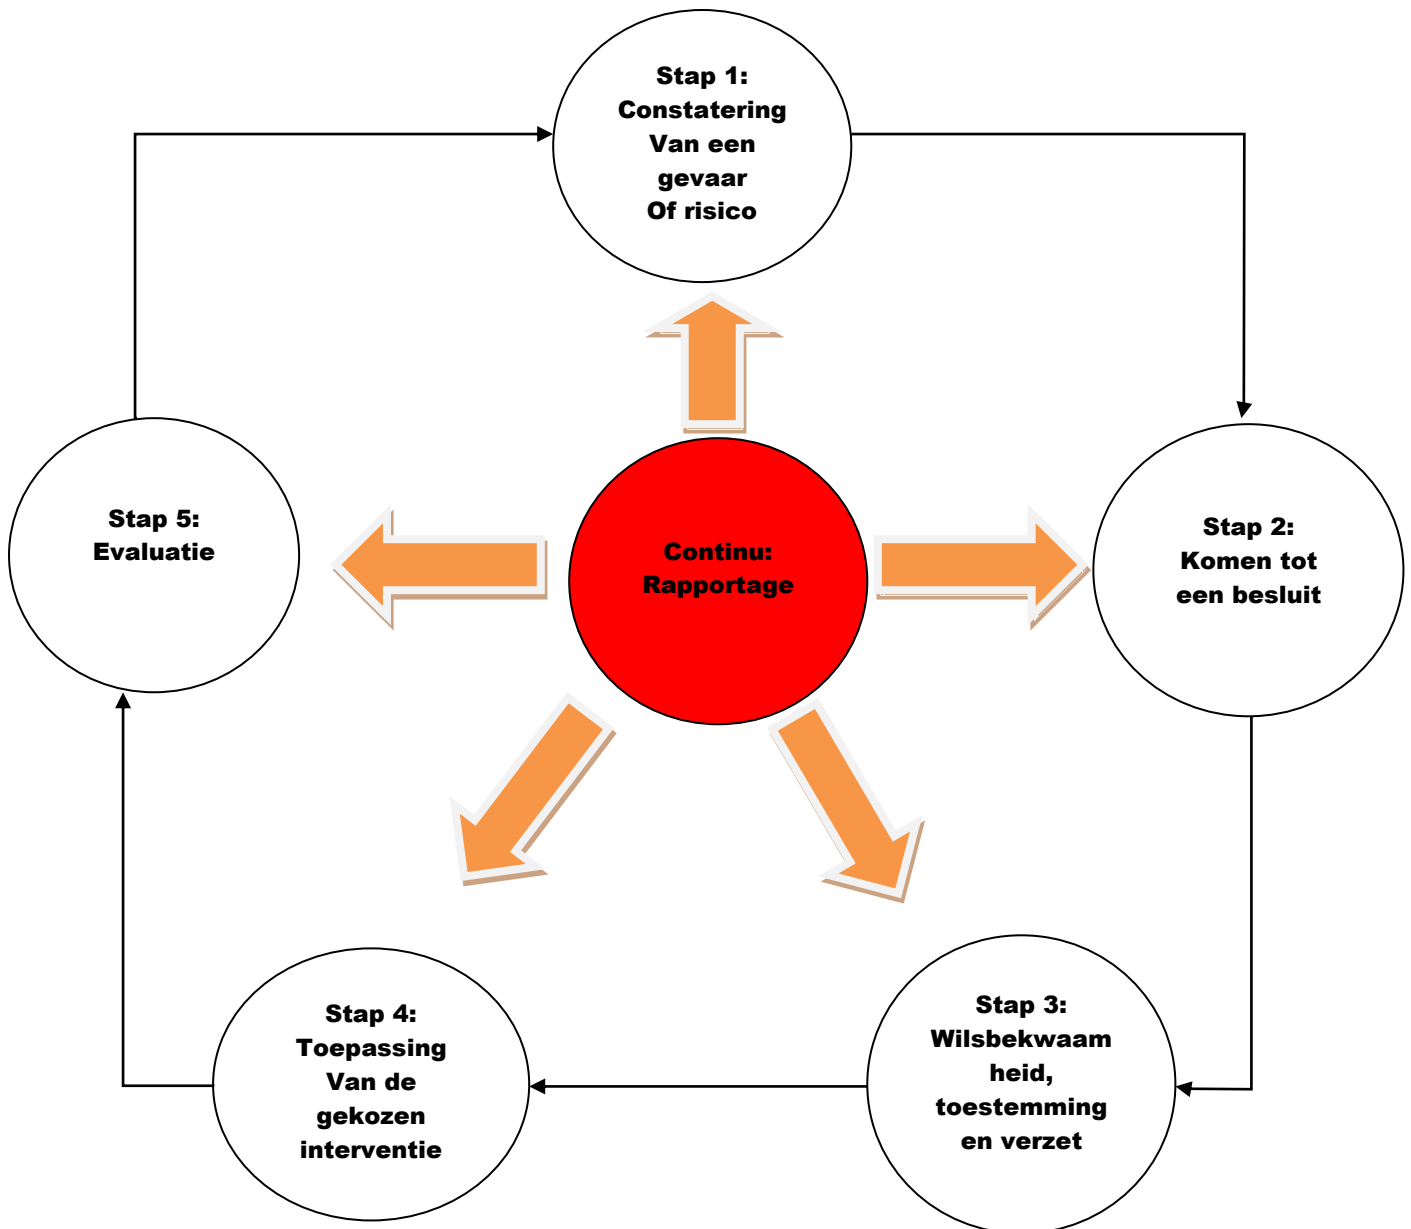 Stap 1:
Constatering
Van een
gevaar
Of risico
Stap 5:
Evaluatie
Continu:
Rapportage
Stap 2:
Komen tot
een besluit
Stap 4:
Toepassing
Van de
gekozen
interventie
Stap 3:
Wilsbekwaam
heid,
toestemming
en verzet